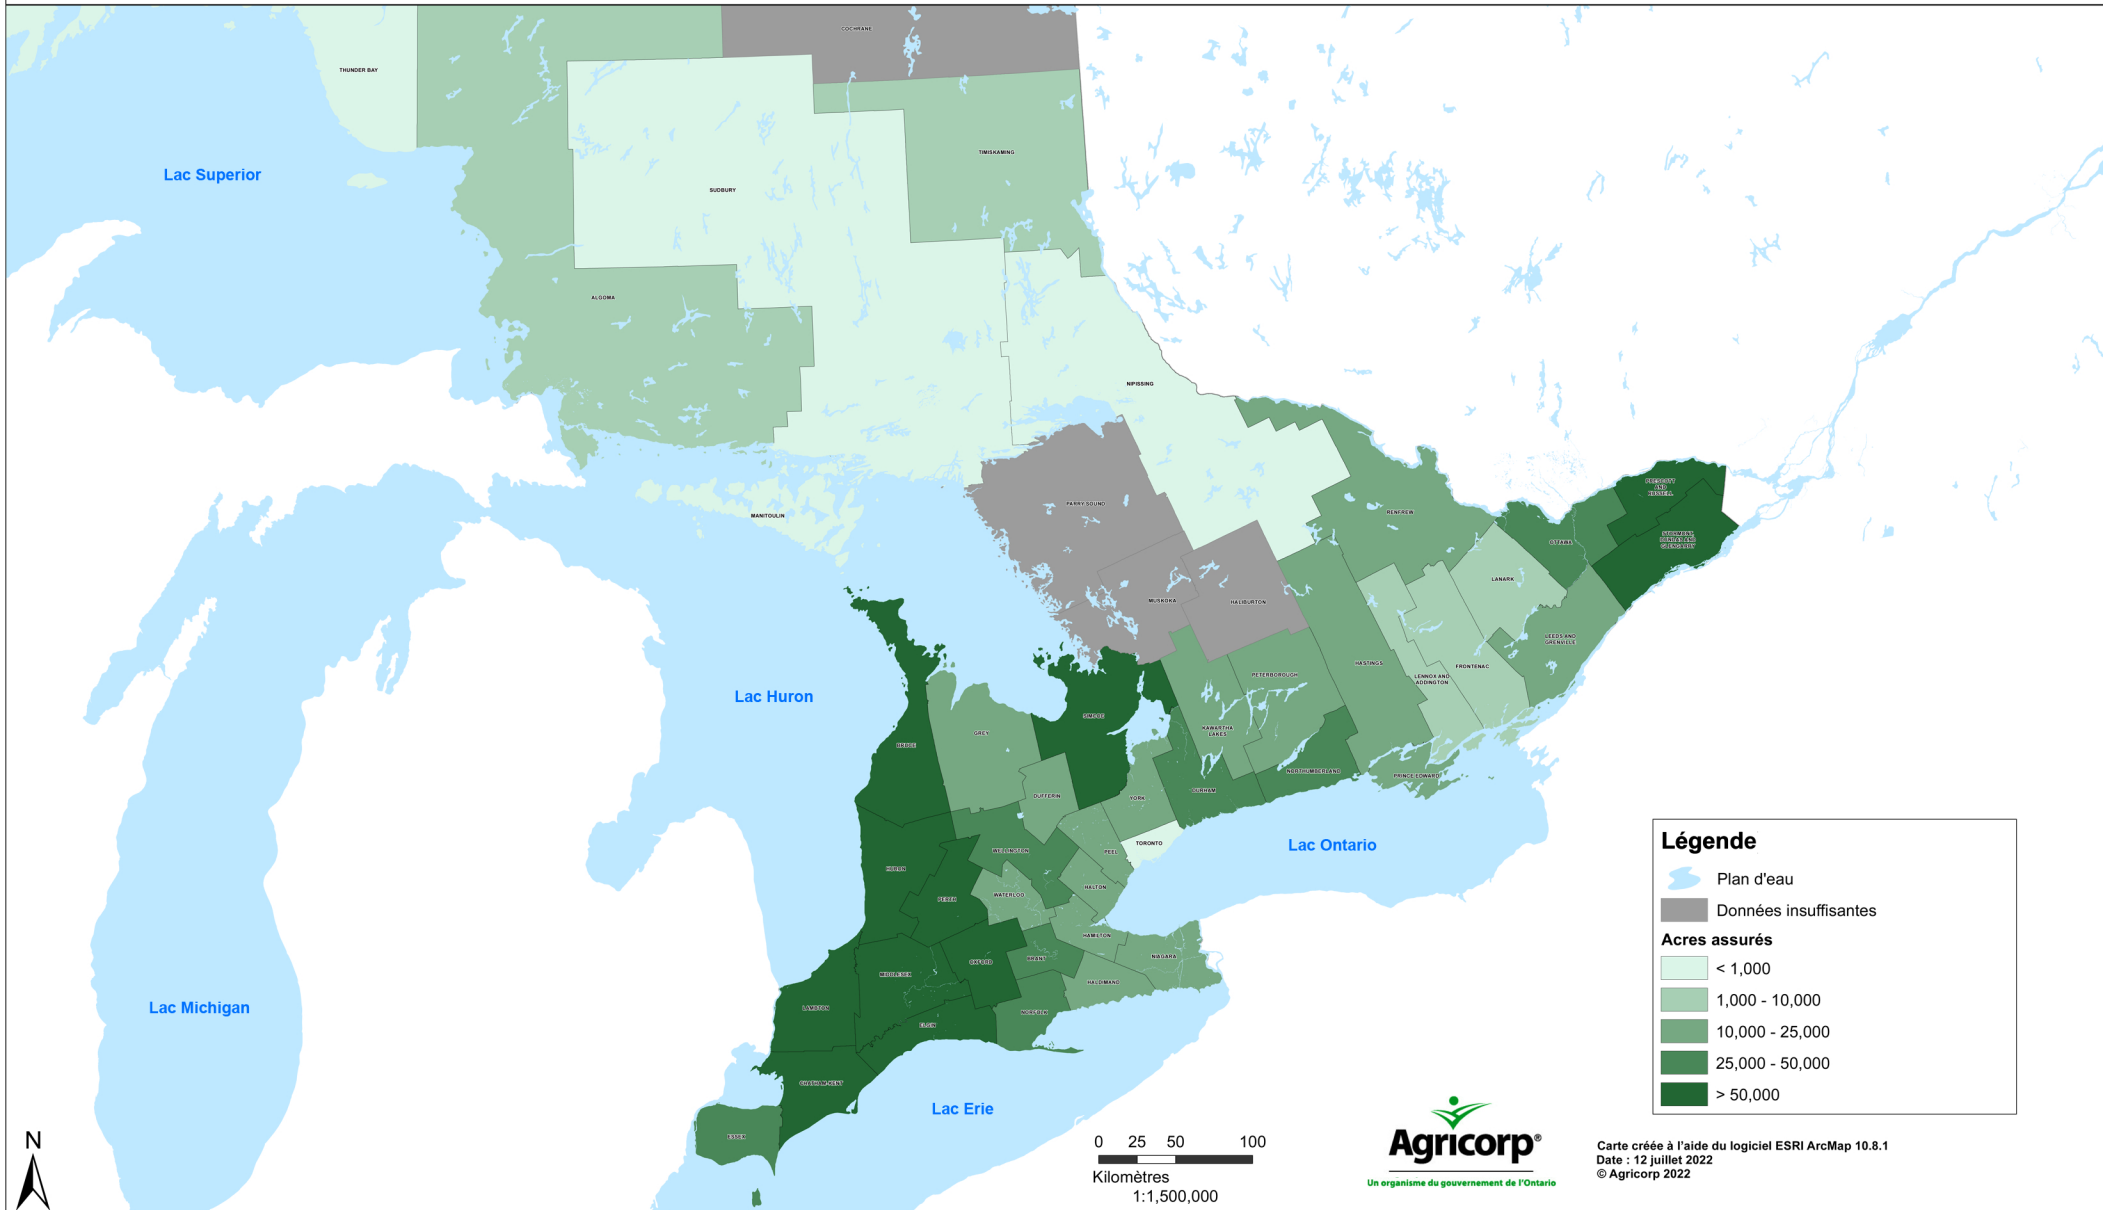 COCHRANE
THUNDER BAY
TIMISKAMING
Lac Superior
SUDBURY
ALGOMA
NIPISSING
PARRY SOUND
MANITOULIN
RENFREW
PRESCOTT
AND
RUSSELL
STORMONT,
DUNDAS AND
GLENGARRY
OTTAWA
LANARK
MUSKOKA
HALIBURTON
LEEDS AND
GRENVILLE
HASTINGS
FRONTENAC
LENNOX AND
ADDINGTON
PETERBOROUGH
Lac Huron
SIMCOE
KAWARTHA
LAKES
GREY
BRUCE
NORTHUMBERLAND
PRINCE EDWARD
DURHAM
DUFFERIN
YORK
TORONTO
Lac Ontario
WELLINGTON
PEEL
HURON
HALTON
WATERLOO
PERTH
HAMILTON
NIAGARA
BRANT
OXFORD
MIDDLESEX
HALDIMAND
LAMBTON
NORFOLK
ELGIN
Lac Michigan
CHATHAM-KENT
Lac Erie
ESSEX
Légende
Plan d'eau
Données insuffisantes
Acres assurés
< 1,000
1,000 - 10,000
10,000 - 25,000
25,000 - 50,000
> 50,000
N
0 25 50 100
Kilomètres
1:1,500,000
Agricorp®
Un organisme du gouvernement de l'Ontario
Carte créée à l'aide du logiciel ESRI ArcMap 10.8.1
Date : 12 juillet 2022
© Agricorp 2022